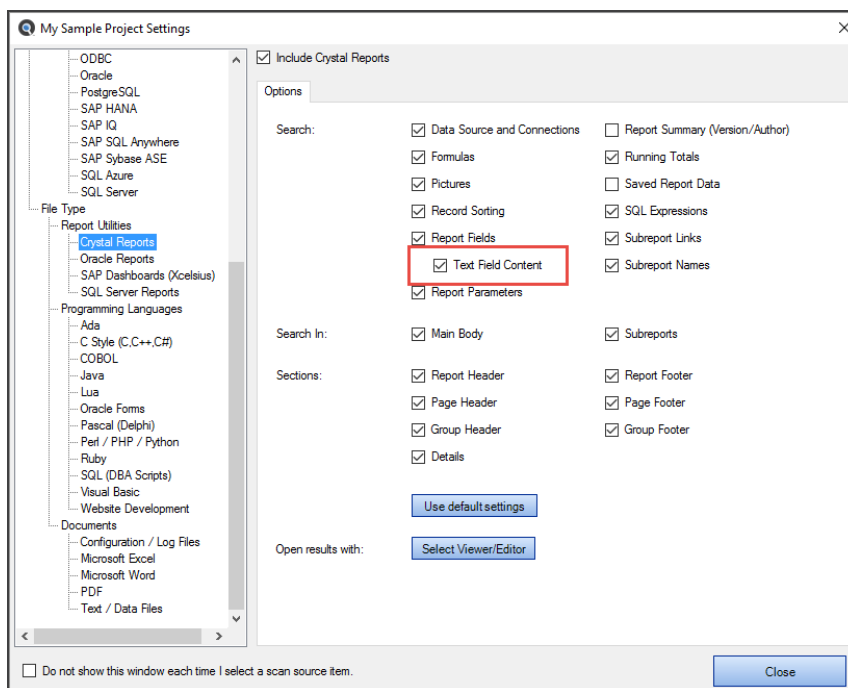 My Sample Project Settings
ODBC
Oracle
PostgreSQL
SAP HANA
SAP IQ
SAP SQL Anywhere
SAP Sybase ASE
SQL Azure
SQL Server
File Type
Report Utilities
Crystal Reports
Oracle Reports
SAP Dashboards (Xcelsius)
SQL Server Reports
Programming Languages
Ada
C Style (C,C++,C#)
COBOL
Java
Lua
Oracle Forms
Pascal (Delphi)
Perl / PHP / Python
Ruby
SQL (DBA Scripts)
Visual Basic
Website Development
Documents
Configuration / Log Files
Microsoft Excel
Microsoft Word
PDF
Text / Data Files
Include Crystal Reports
Options
Search: Data Source and Connections Report Summary (Version/Author)
Formulas Running Totals
Pictures Saved Report Data
Record Sorting SQL Expressions
Report Fields Subreport Links
Text Field Content Subreport Names
Report Parameters
Search In: Main Body Subreports
Sections: Report Header Report Footer
Page Header Page Footer
Group Header Group Footer
Details
Use default settings
Open results with: Select Viewer/Editor
Do not show this window each time I select a scan source item.
Close